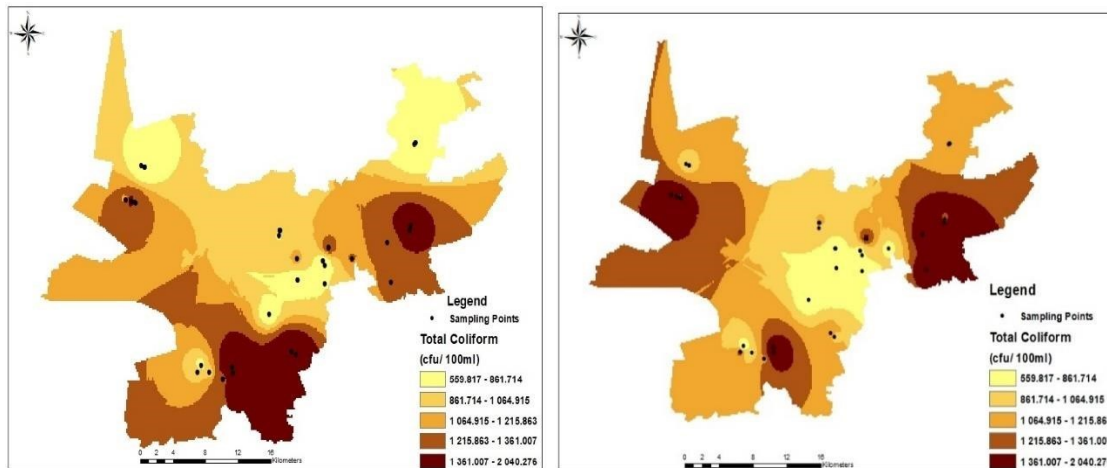 Legend
Sampling Points
Total Coliform
(cfu/ 100ml)
559.817 - 861.714
861.714 - 1 064.915
1 064.915 - 1 215.863
1 215.863 - 1 361.007
1 361.007 - 2 040.276
0 2 4 8 12 16
Kilometers
Legend
Sampling Points
Total Coliform
(cfu/ 100ml)
559.817 - 861.714
861.714 - 1 064.915
1 064.915 - 1 215.86
1 215.863 - 1 361.00
1 361.007 - 2 040.27
0 2 4 8 12 16
Kilometers